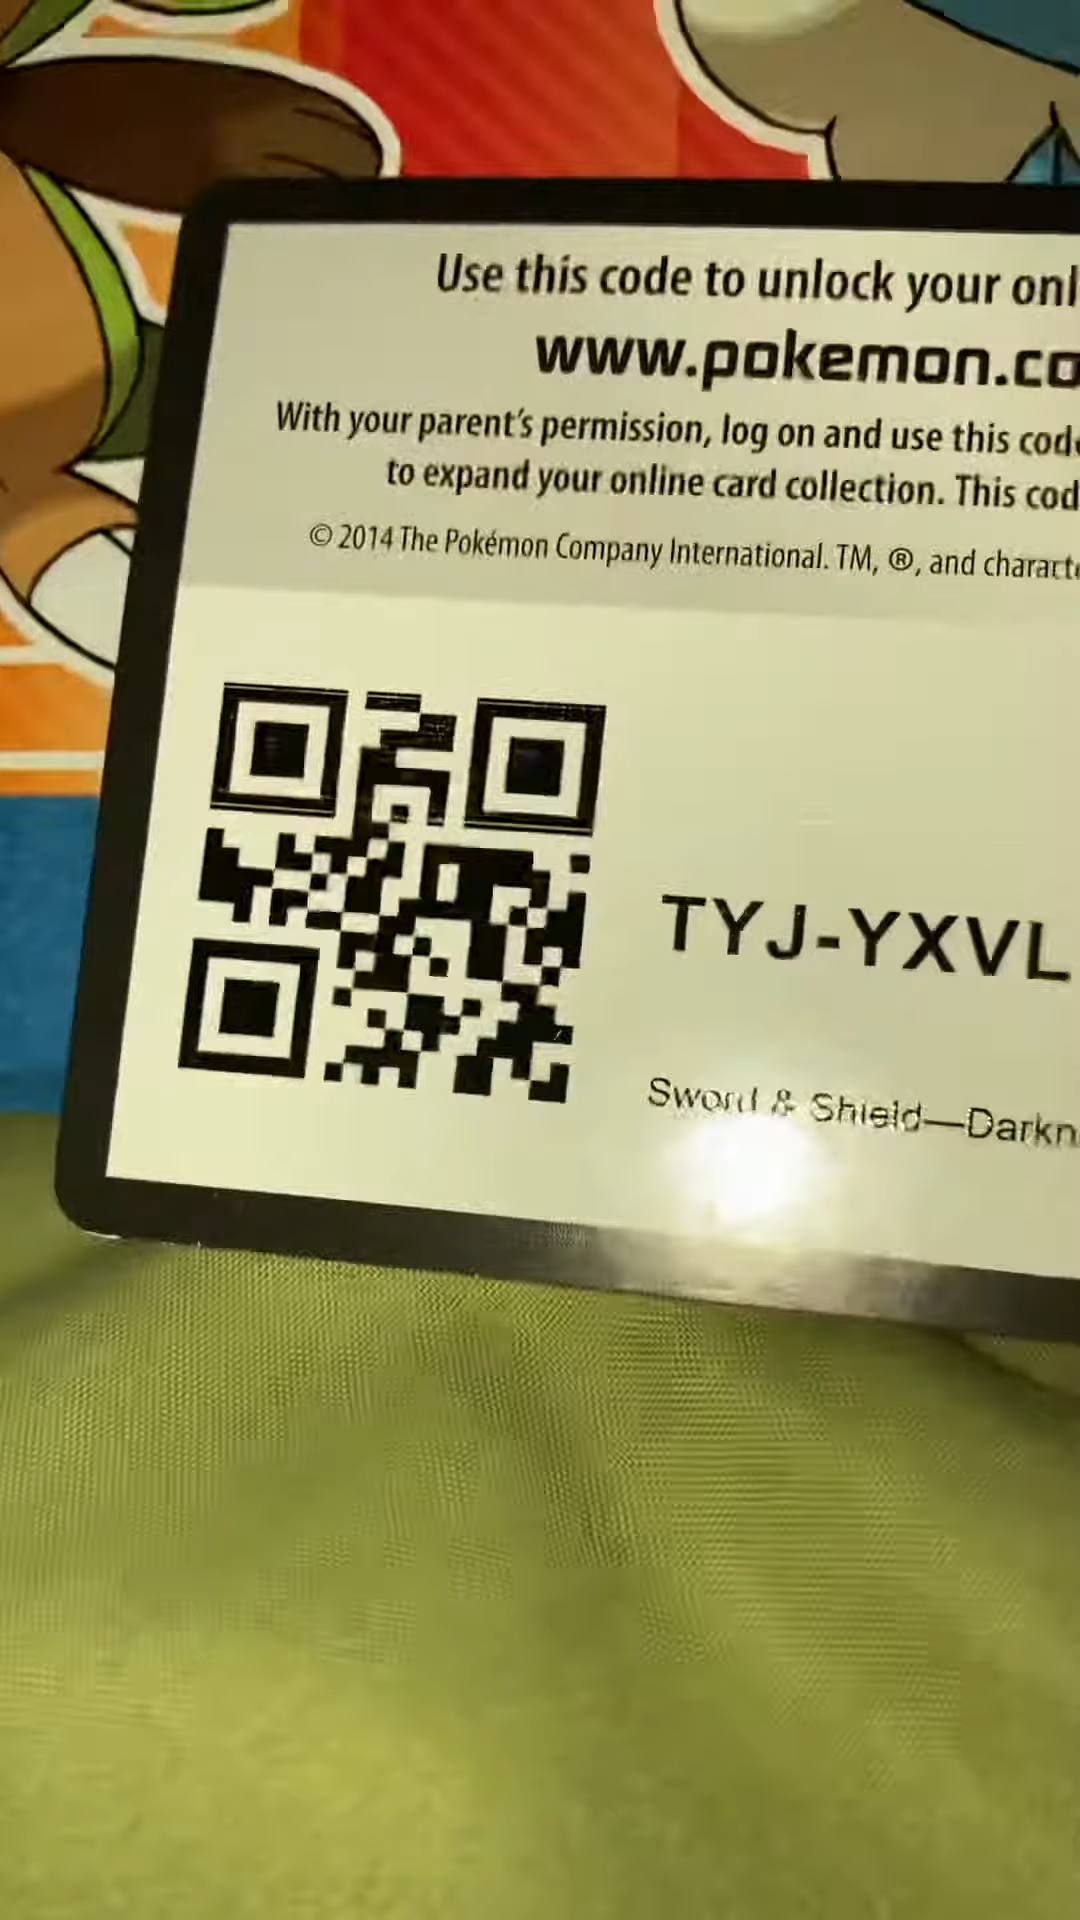 Use this code to unlock your onl
www.pokemon.co
With your parent's permission, log on and use this cod
to expand your online card collection. This cod
© 2014 The Pokémon Company International. TM, ®, and charact
TYJ-YXVL
Sword & Shield—Darkn